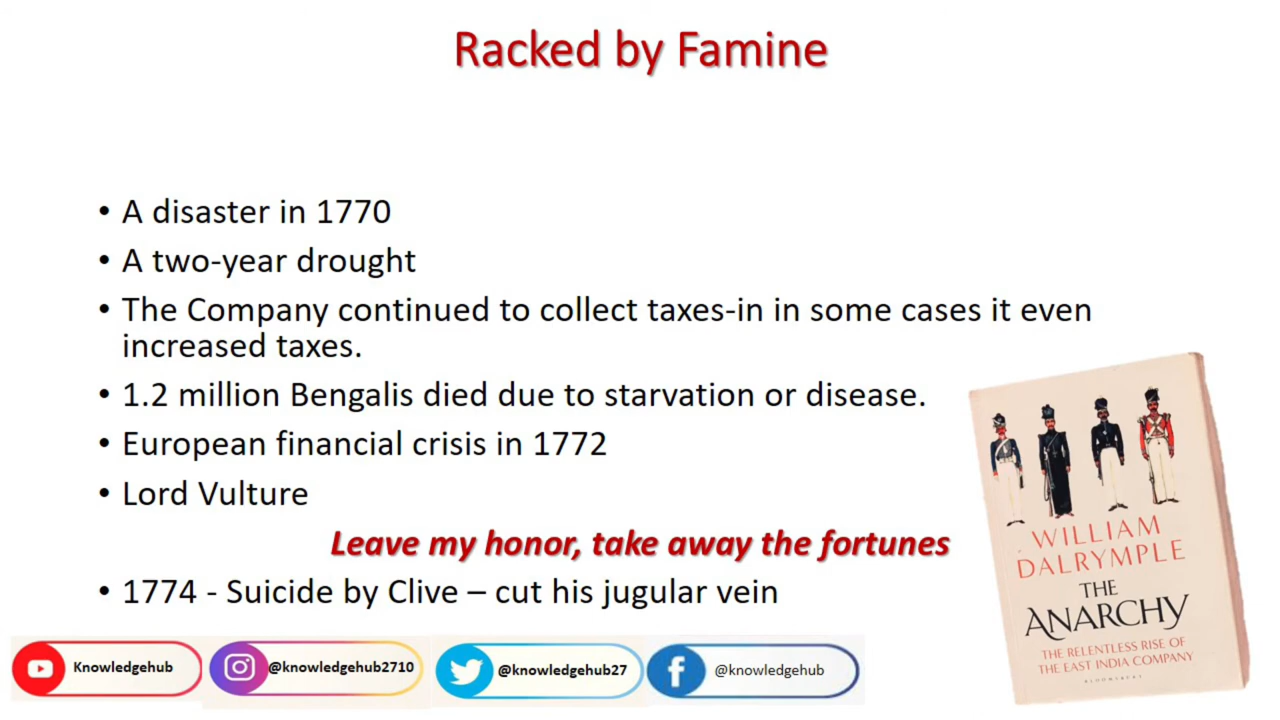 Racked by Famine
• A disaster in 1770
• A two-year drought
• The Company continued to collect taxes-in in some cases it even
increased taxes.
• 1.2 million Bengalis died due to starvation or disease.
• European financial crisis in 1772
• Lord Vulture
Leave my honor, take away the fortunes
• 1774 - Suicide by Clive – cut his jugular vein
WILLIAM
DALRYMPLE
THE
ANARCHY
THE RELENTLESS RISE OF
THE EAST INDIA COMPANY
BLOOMSBURY
Knowledgehub
@knowledgehub2710
@knowledgehub27
@knowledgehub